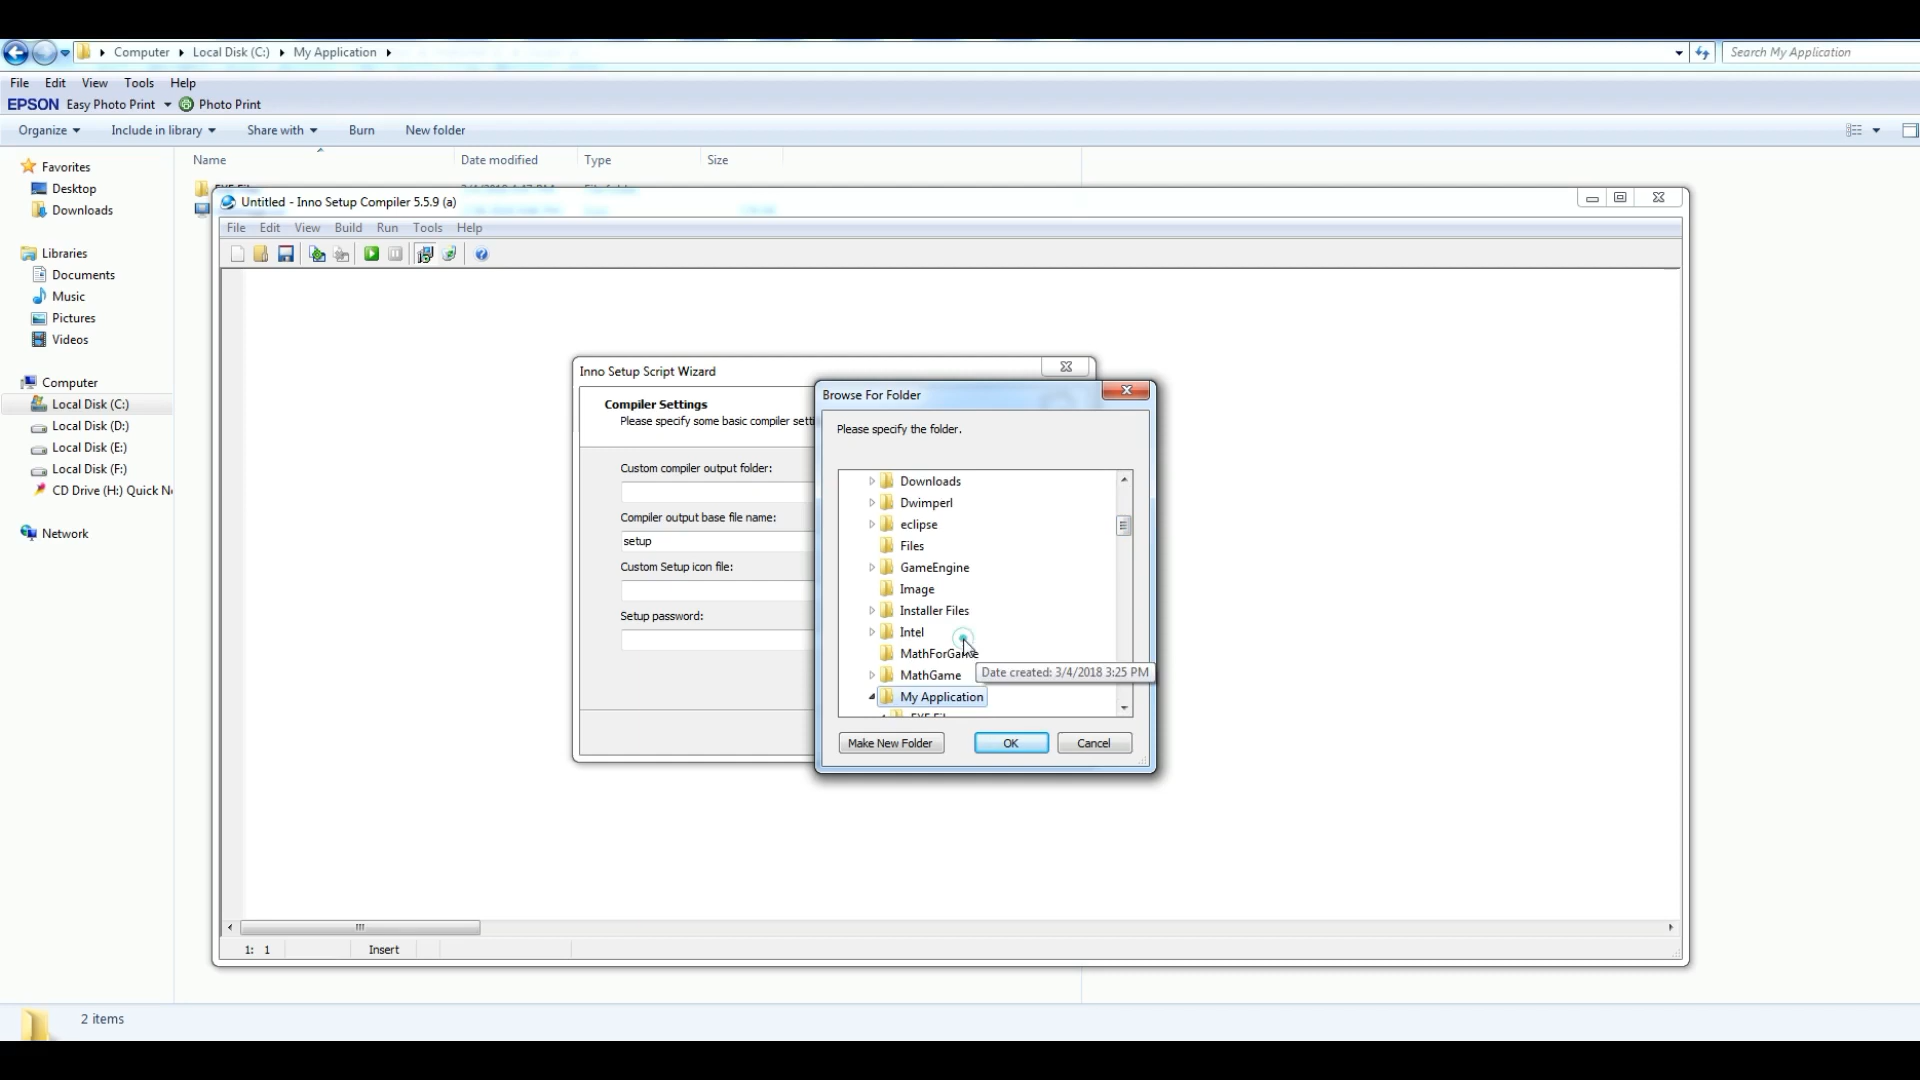 Computer ▸ Local Disk (C:) ▸ My Application ▸
Search My Application
File Edit View Tools Help
EPSON Easy Photo Print Photo Print
Organize Include in library Share with Burn New folder
Name Date modified Type Size
Favorites
Desktop
Downloads
Libraries
Documents
Music
Pictures
Videos
Computer
Local Disk (C:)
Local Disk (D:)
Local Disk (E:)
Local Disk (F:)
CD Drive (H:) Quick
Network
Untitled - Inno Setup Compiler 5.5.9 (a)
File Edit View Build Run Tools Help
Inno Setup Script Wizard
Compiler Settings
Please specify some basic compiler
Custom compiler output folder:
Compiler output base file name:
setup
Custom Setup icon file:
Setup password:
Browse For Folder
Please specify the folder.
Downloads
Dwimperl
eclipse
Files
GameEngine
Image
Installer Files
Intel
MathForGame
MathGame
Date created: 3/4/2018 3:25 PM
My Application
Make New Folder OK Cancel
1: 1 Insert
2 items